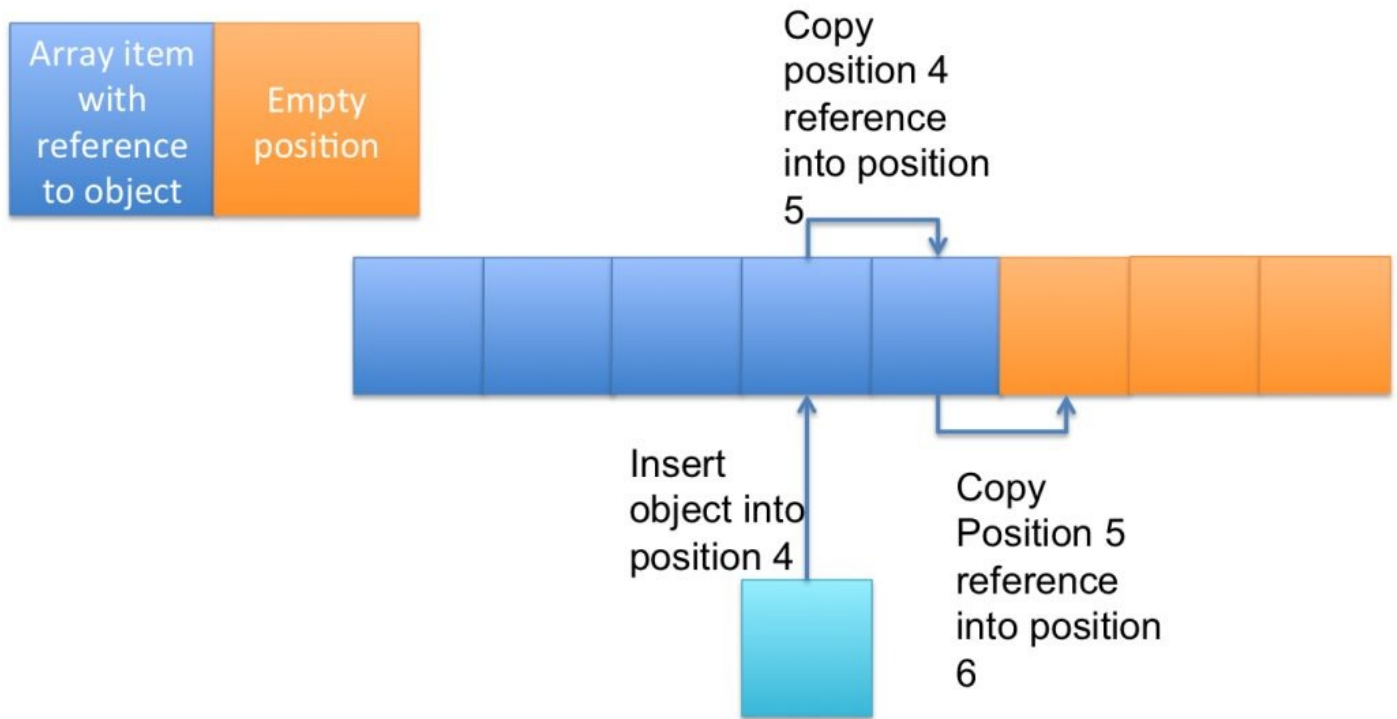 Array item
with
reference
to object
Empty
position
Copy
position 4
reference
into position
5
Insert
object into
position 4
Copy
Position 5
reference
into position
6